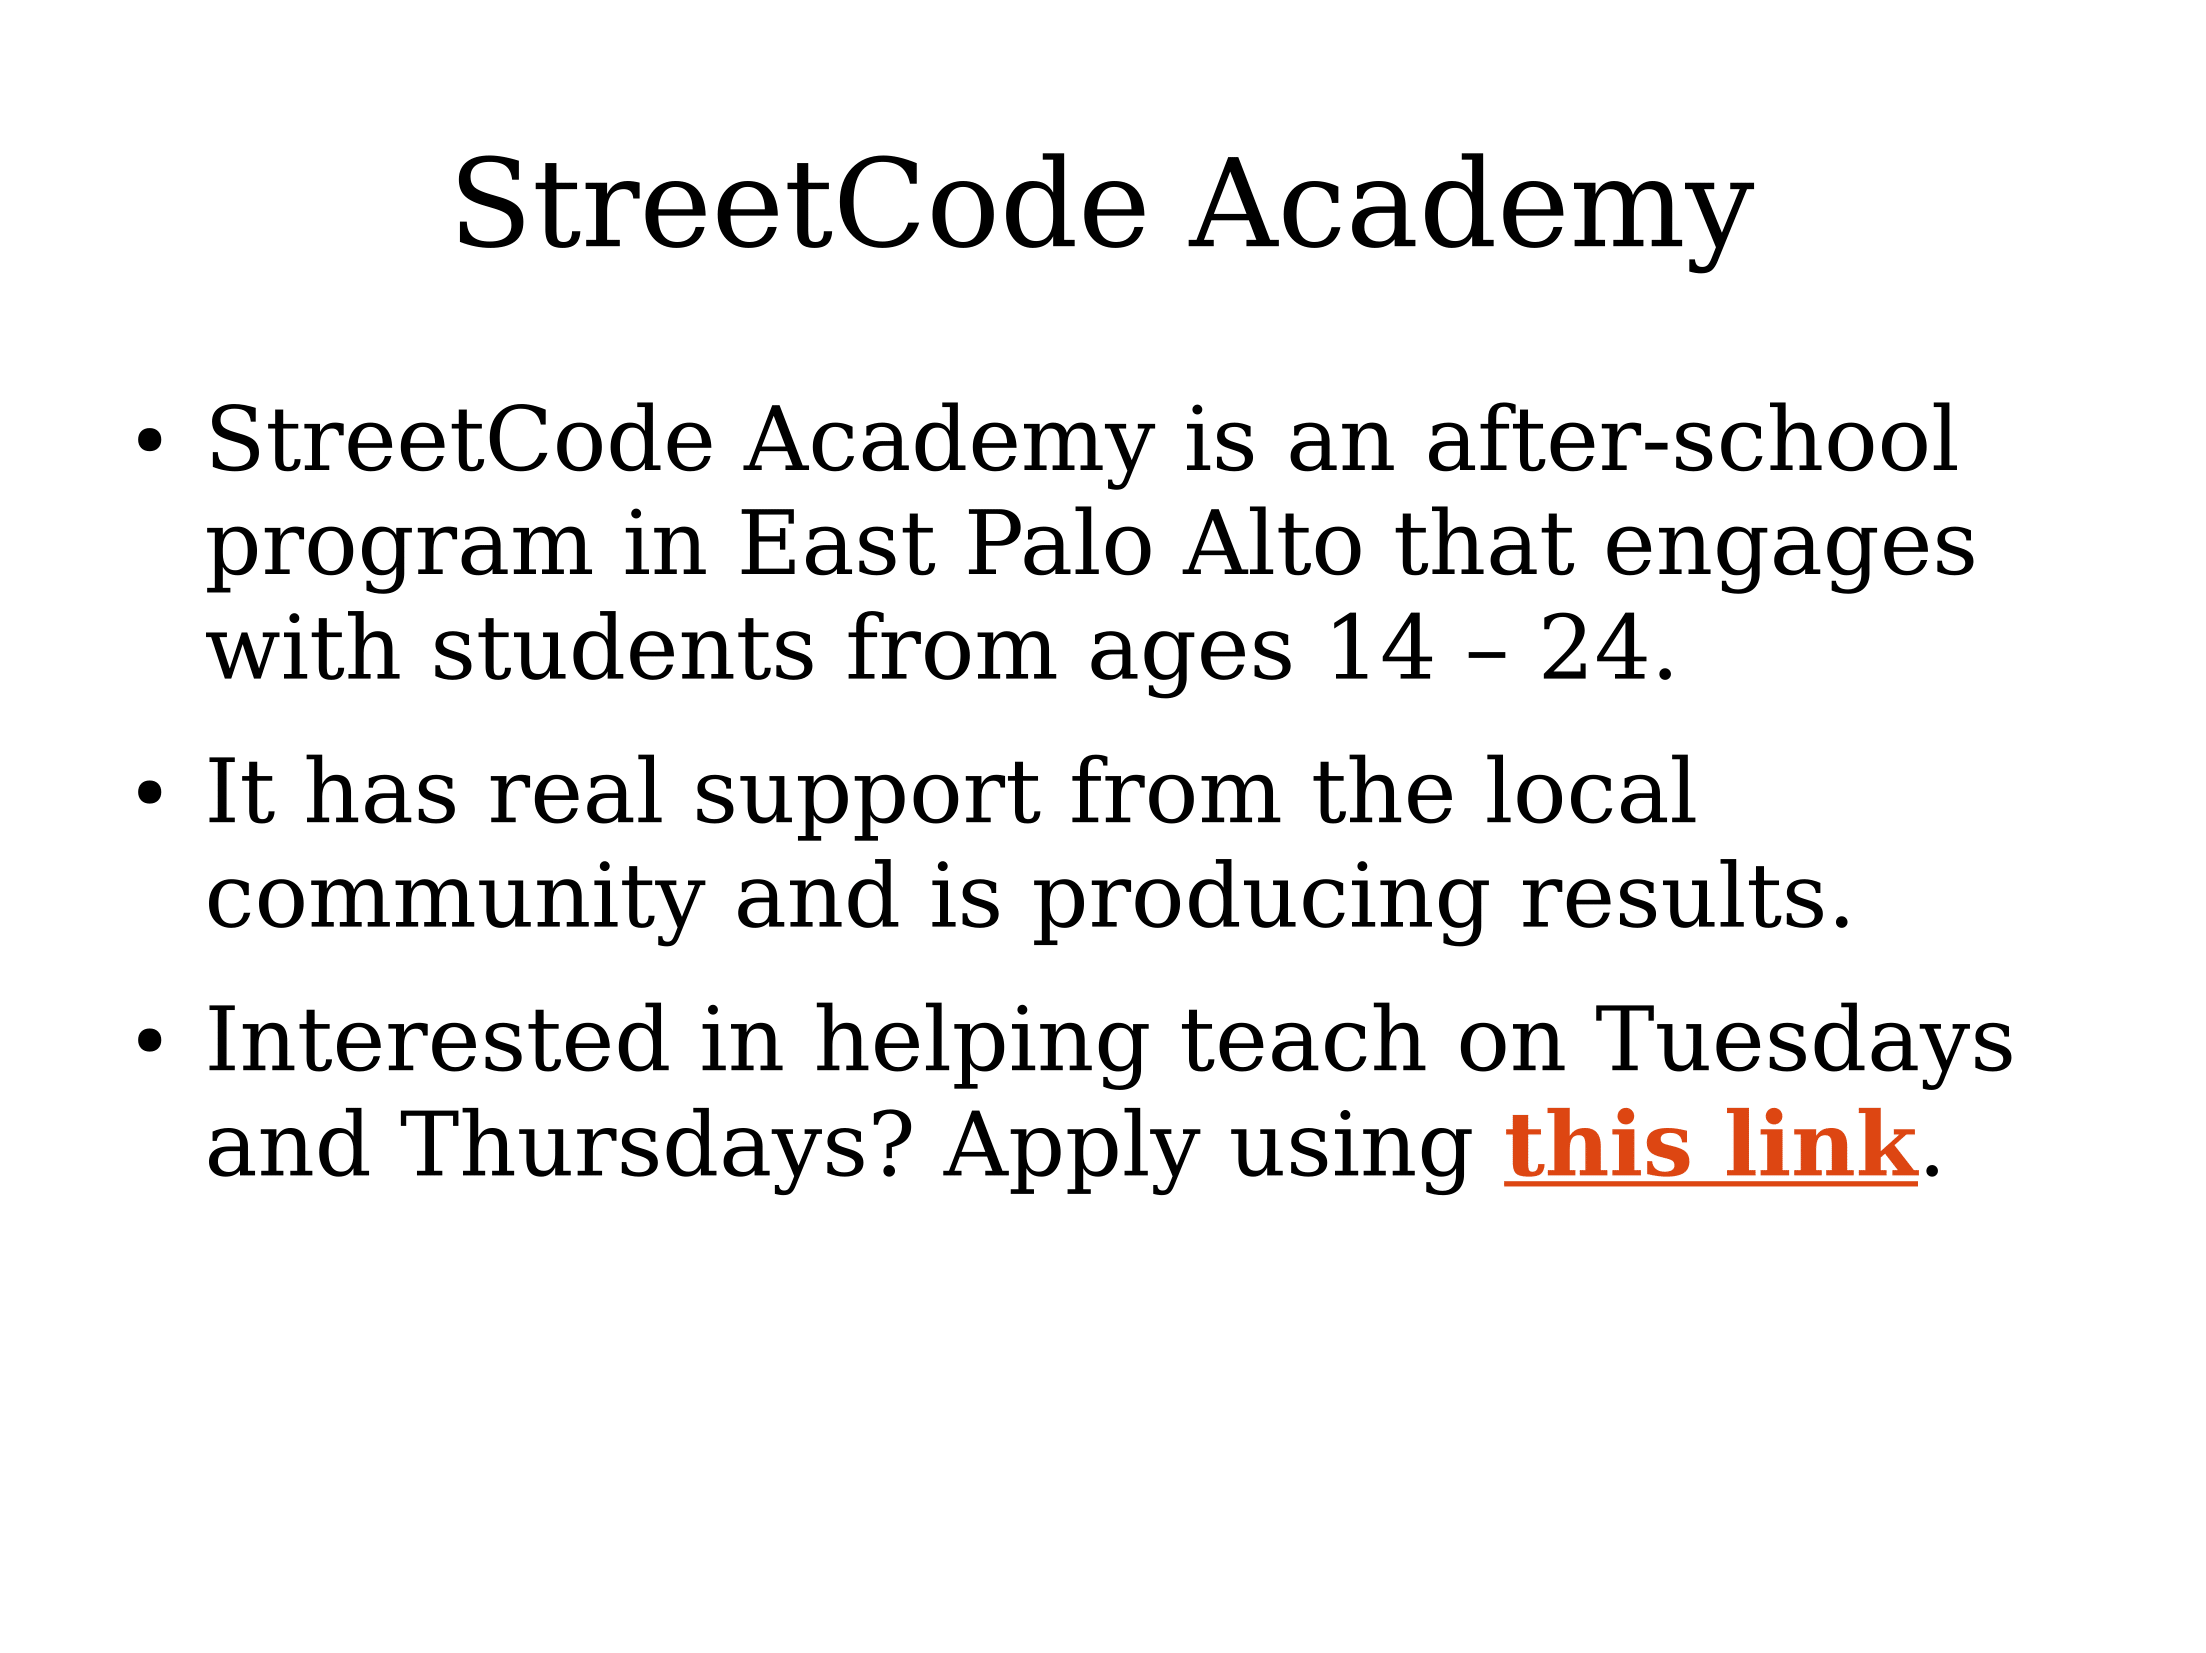 StreetCode Academy
• StreetCode Academy is an after-school
program in East Palo Alto that engages
with students from ages 14 – 24.
• It has real support from the local
community and is producing results.
• Interested in helping teach on Tuesdays
and Thursdays? Apply using this link.